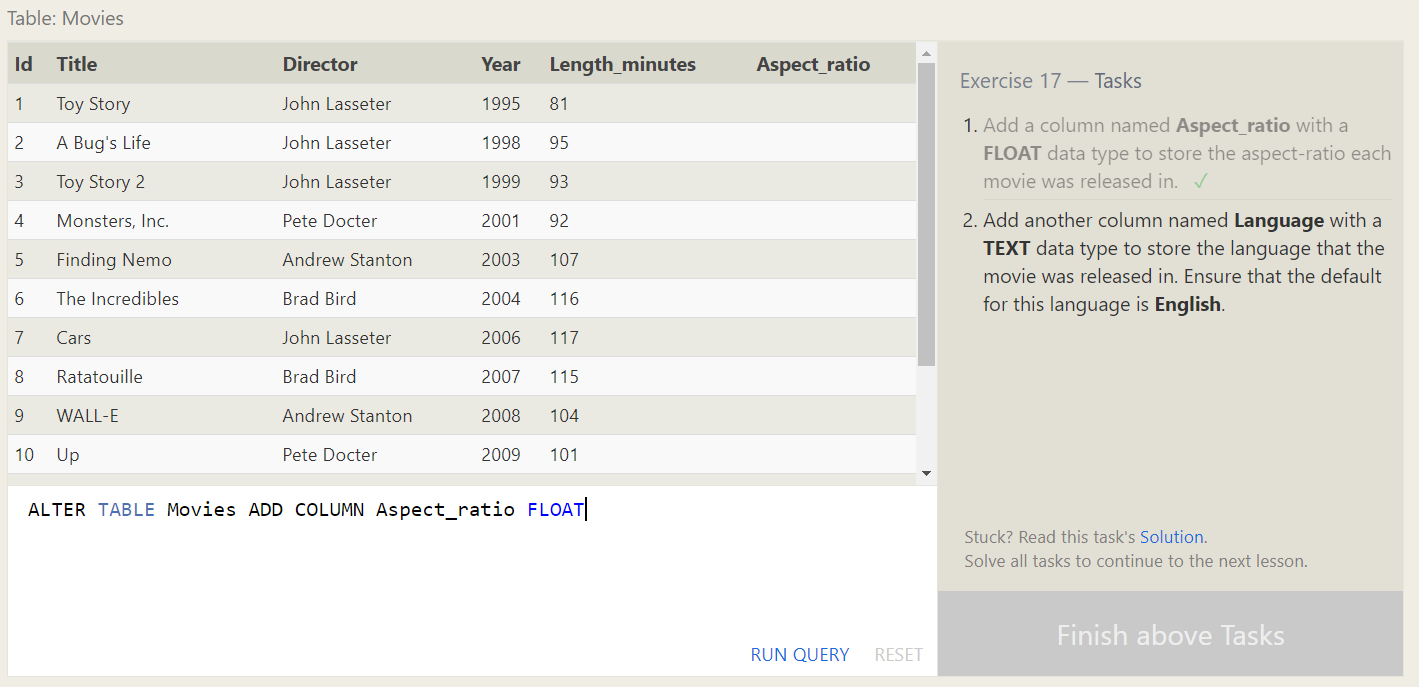 Table: Movies
Id Title Director Year Length_minutes Aspect_ratio
1 Toy Story John Lasseter 1995 81
2 A Bug's Life John Lasseter 1998 95
3 Toy Story 2 John Lasseter 1999 93
4 Monsters, Inc. Pete Docter 2001 92
5 Finding Nemo Andrew Stanton 2003 107
6 The Incredibles Brad Bird 2004 116
7 Cars John Lasseter 2006 117
8 Ratatouille Brad Bird 2007 115
9 WALL-E Andrew Stanton 2008 104
10 Up Pete Docter 2009 101
ALTER TABLE Movies ADD COLUMN Aspect_ratio FLOAT
RUN QUERY RESET
Exercise 17 — Tasks
1. Add a column named Aspect_ratio with a
FLOAT data type to store the aspect-ratio each
movie was released in. ✓
2. Add another column named Language with a
TEXT data type to store the language that the
movie was released in. Ensure that the default
for this language is English.
Stuck? Read this task's Solution.
Solve all tasks to continue to the next lesson.
Finish above Tasks